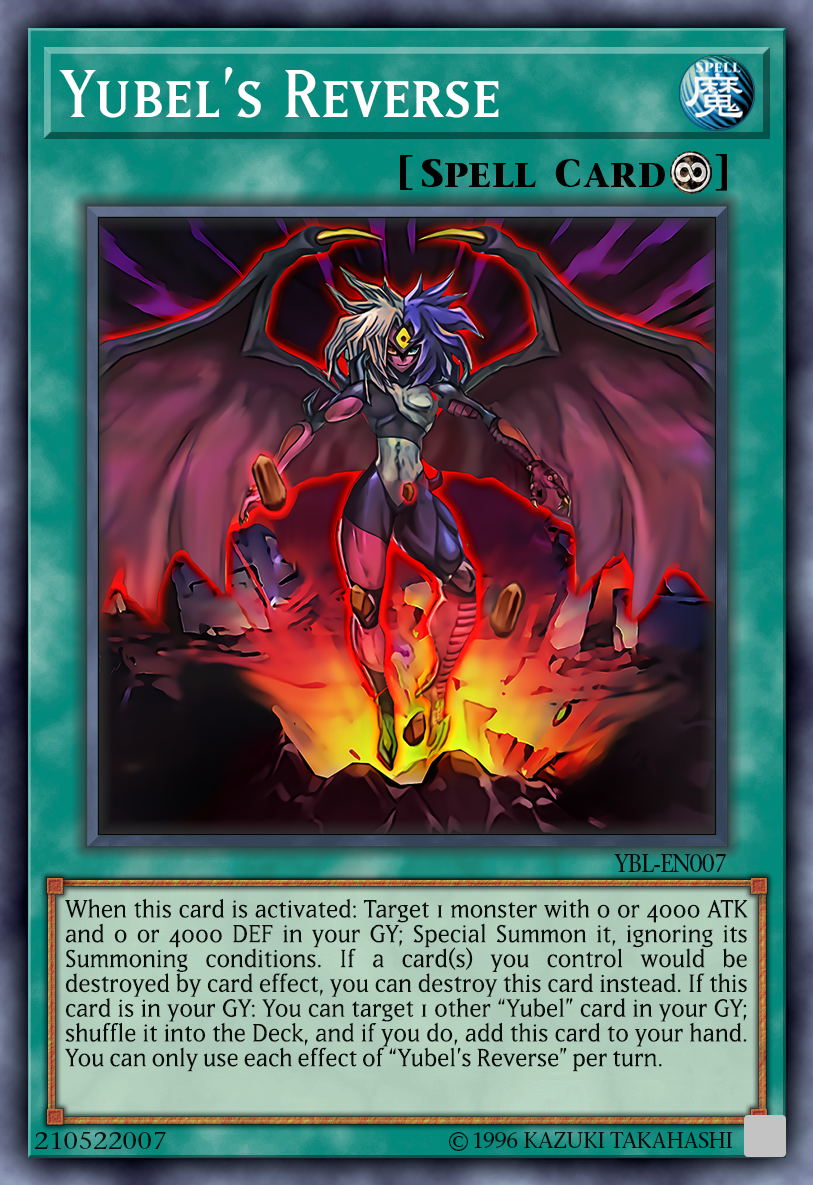 Yubel's Reverse
SPELL
魔
[Spell Card∞]
YBL-EN007
When this card is activated: Target 1 monster with 0 or 4000 ATK
and 0 or 4000 DEF in your GY; Special Summon it, ignoring its
Summoning conditions. If a card(s) you control would be
destroyed by card effect, you can destroy this card instead. If this
card is in your GY: You can target 1 other “Yubel” card in your GY;
shuffle it into the Deck, and if you do, add this card to your hand.
You can only use each effect of “Yubel's Reverse” per turn.
210522007
© 1996 KAZUKI TAKAHASHI